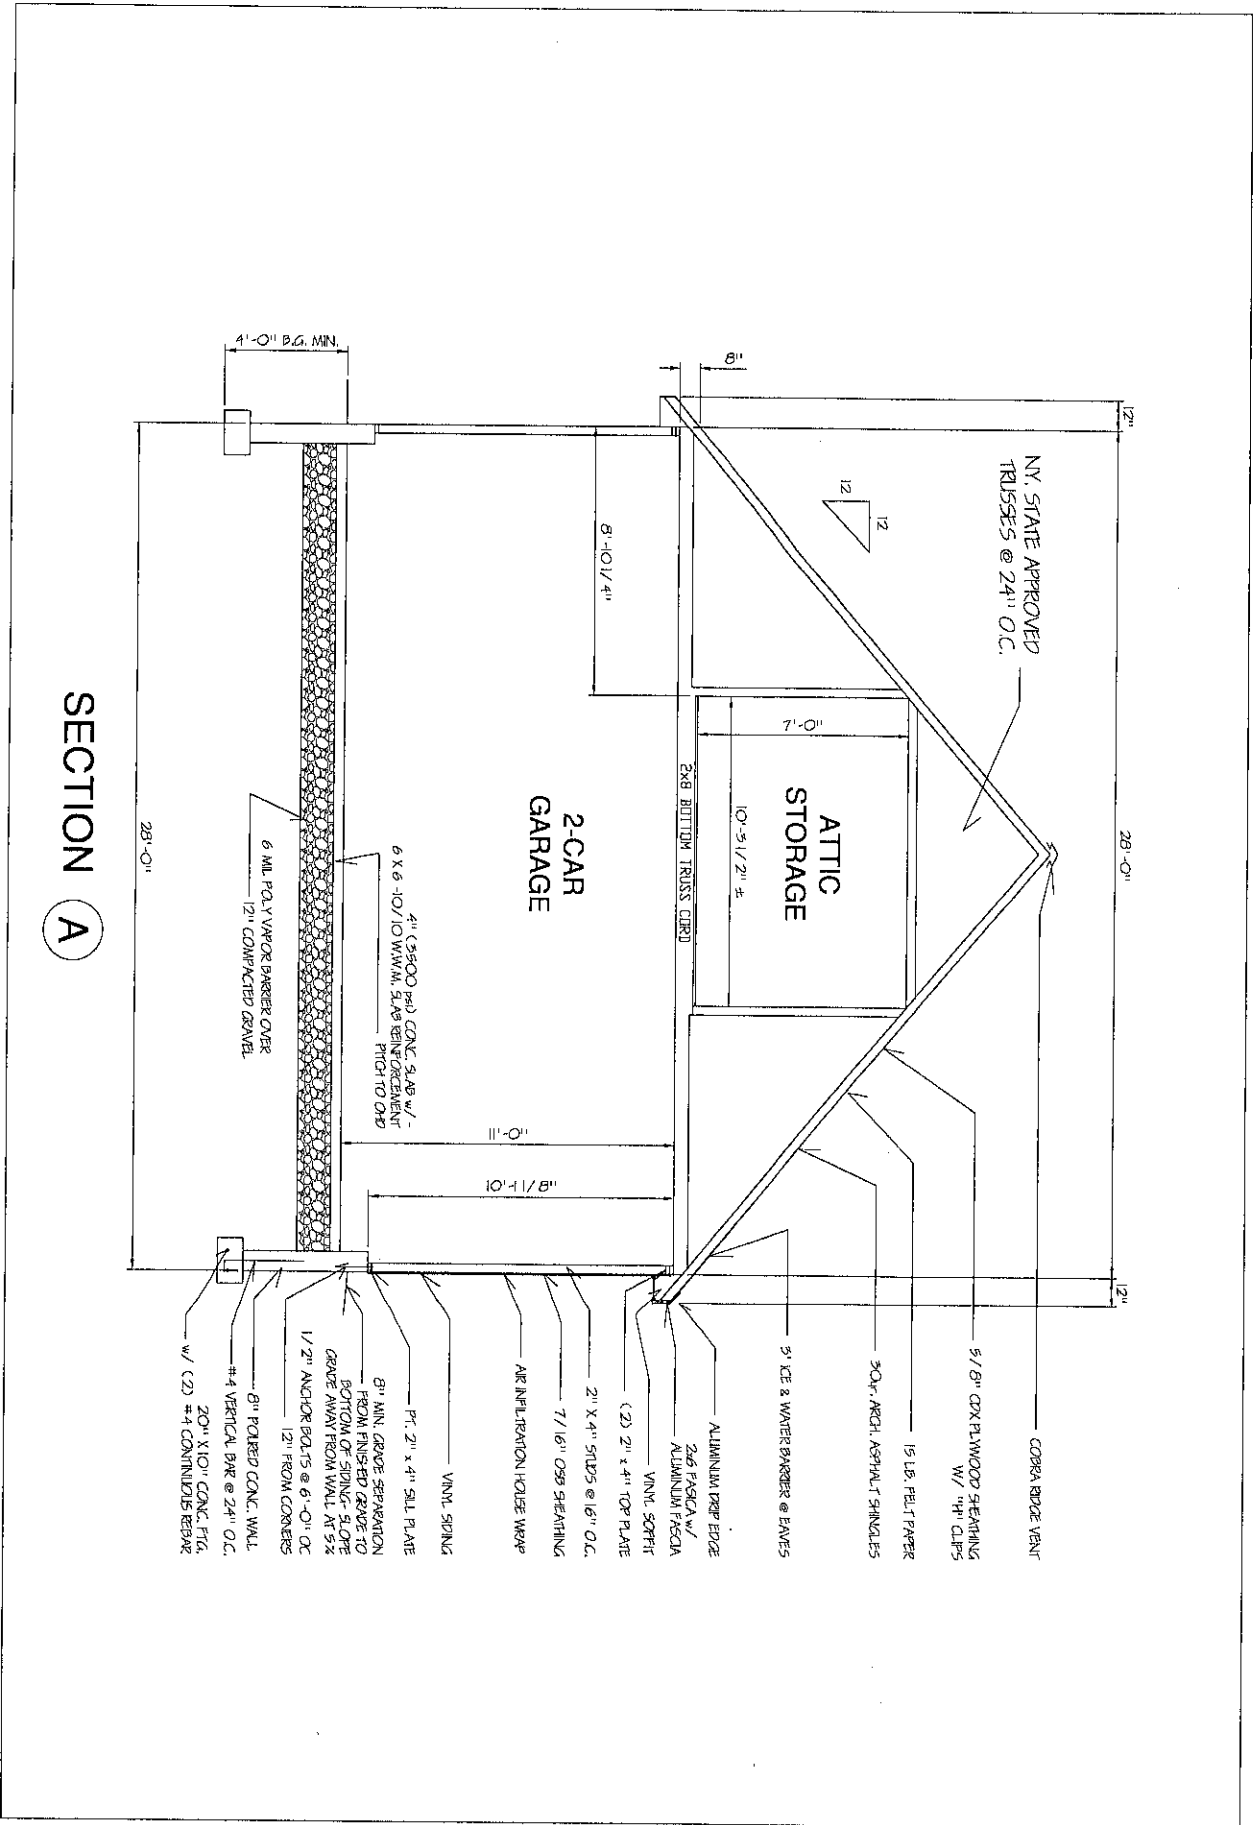 12"
28'-0"
12"
NY. STATE APPROVED
TRUSSES @ 24" O.C.
12
12
8"
COBRA RIDGE VENT
5/8" CDX PLYWOOD SHEATHING
W/ "H" CLIPS
15 LB. FELT PAPER
30yr. ARCH. ASPHALT SHINGLES
3' ICE & WATER BARRIER @ EAVES
ATTIC
STORAGE
7'-0"
10'-3 1/2" ±
2x8 BOTTOM TRUSS CORD
8'-10 1/4"
ALUMINUM DRIP EDGE
2x6 FASICA w/
ALUMINUM FASCIA
VINYL SOFFIT
(2) 2" x 4" TOP PLATE
2" X 4" STUDS @ 16" O.C.
7/16" OSB SHEATHING
AIR INFILTRATION HOUSE WRAP
VINYL SIDING
2-CAR
GARAGE
11'-0"
10'-1 1/8"
4" (3500 psi) CONC. SLAB w/ -
6 X 6 -10/10 W.W.M. SLAB REINFORCEMENT
PITCH TO OHD
P.T. 2" x 4" SILL PLATE
8" MIN. GRADE SEPARATION
FROM FINISHED GRADE TO
BOTTOM OF SIDING- SLOPE
GRADE AWAY FROM WALL AT 5%
1/2" ANCHOR BOLTS @ 6'-0" OC
12" FROM CORNERS
8" POURED CONC. WALL
#4 VERTICAL BAR @ 24" O.C.
20" X 10" CONC. FTG.
w/ (2) #4 CONTINUOUS REBAR
4'-0" B.G. MIN.
6 MIL POLY VAPOR BARRIER OVER
12" COMPACTED GRAVEL
28'-0"
SECTION A